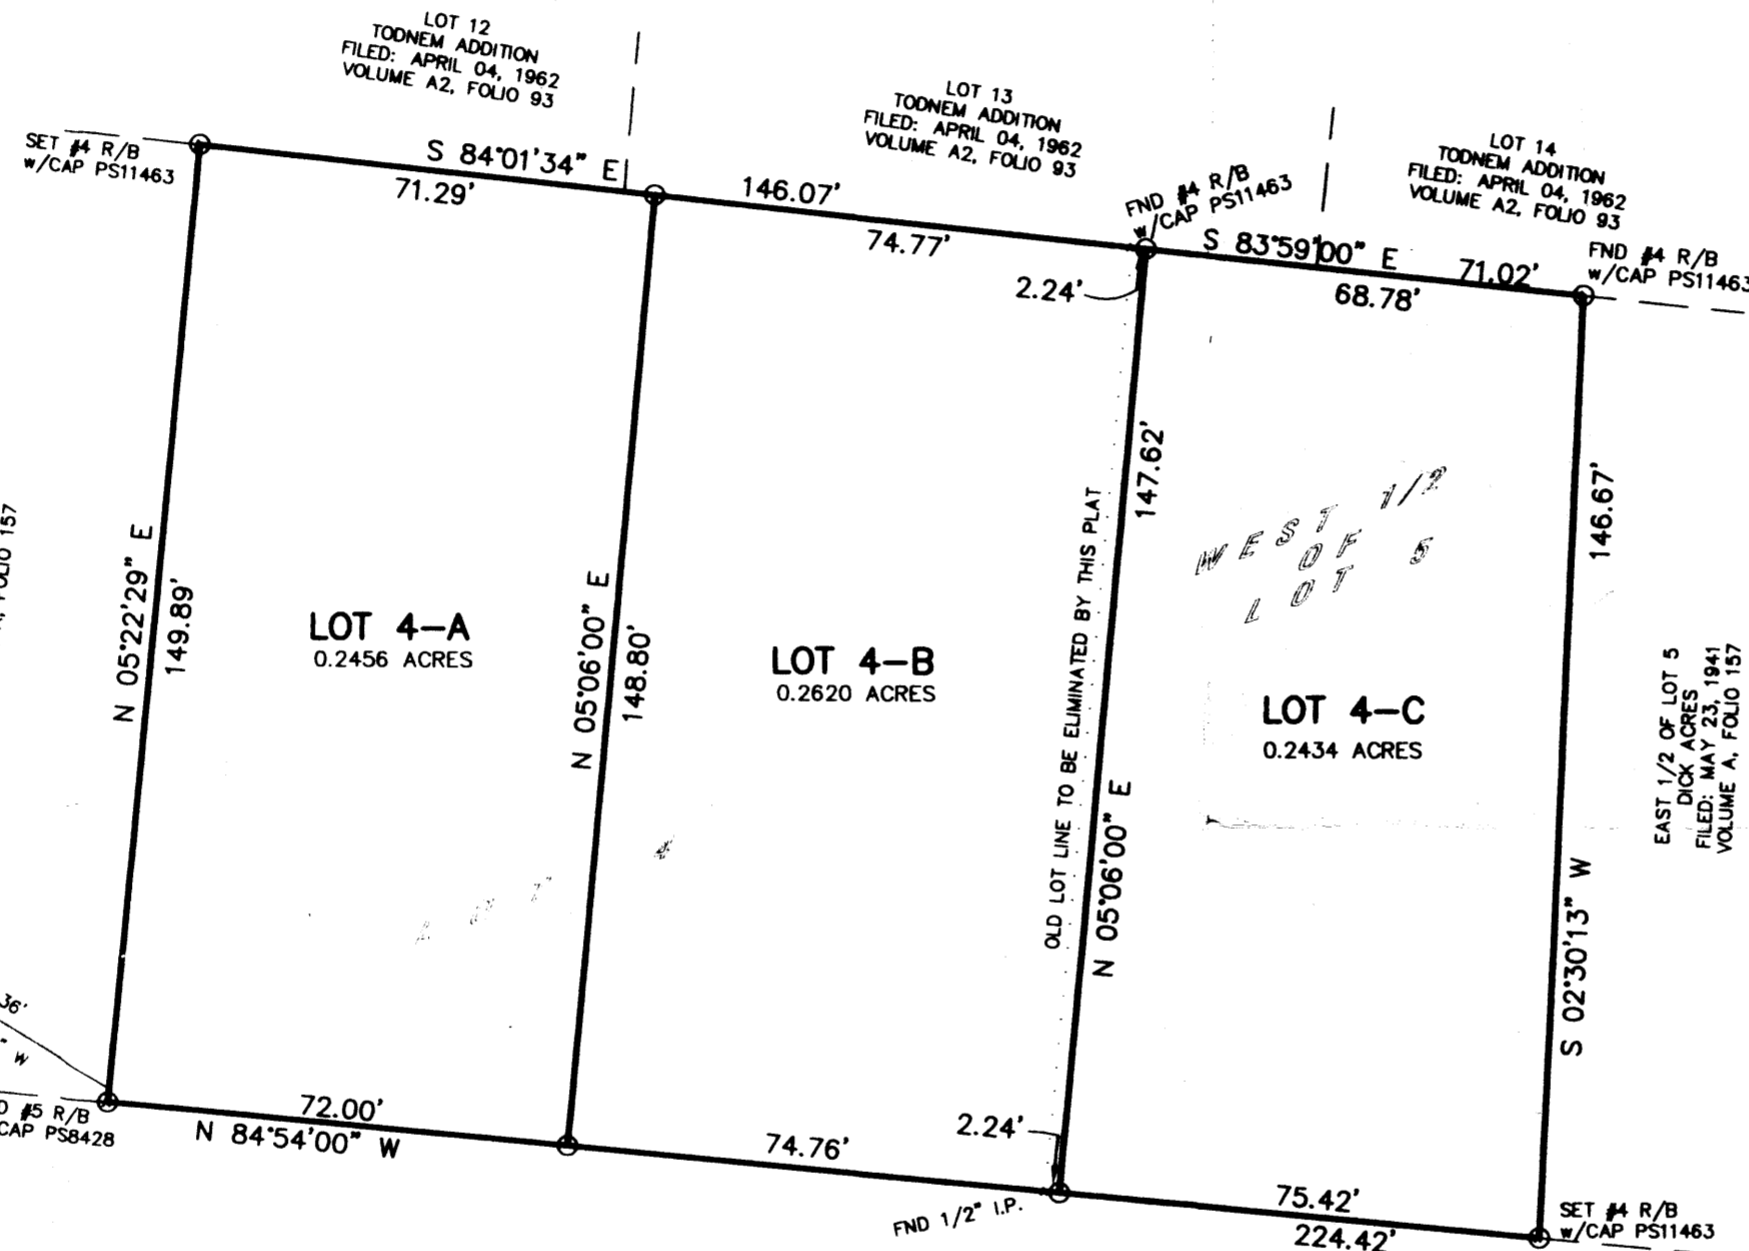 LOT 12
TODNEM ADDITION
FILED: APRIL 04, 1962
VOLUME A2, FOLIO 93
LOT 13
TODNEM ADDITION
FILED: APRIL 04, 1962
VOLUME A2, FOLIO 93
LOT 14
TODNEM ADDITION
FILED: APRIL 04, 1962
VOLUME A2, FOLIO 93
SET #4 R/B
w/CAP PS11463
S 84°01'34" E
71.29'
146.07'
74.77'
FND #4 R/B
w/CAP PS11463
S 83°59'00" E
71.02'
68.78'
FND #4 R/B
w/CAP PS11463
2.24'
N 05°22'29" E
149.89'
LOT 4-A
0.2456 ACRES
N 05°06'00" E
148.80'
LOT 4-B
0.2620 ACRES
OLD LOT LINE TO BE ELIMINATED BY THIS PLAT
147.62'
N 05°06'00" E
WEST 1/2
OF
LOT 5
LOT 4-C
0.2434 ACRES
146.67'
S 02°30'13" W
EAST 1/2 OF LOT 5
DICK ACRES
FILED: MAY 23, 1941
VOLUME A, FOLIO 157
FOLIO 157
LOT 4
36'
" W
#5 R/B
CAP PS8428
72.00'
N 84°54'00" W
74.76'
2.24'
FND 1/2" I.P.
75.42'
224.42'
SET #4 R/B
w/CAP PS11463